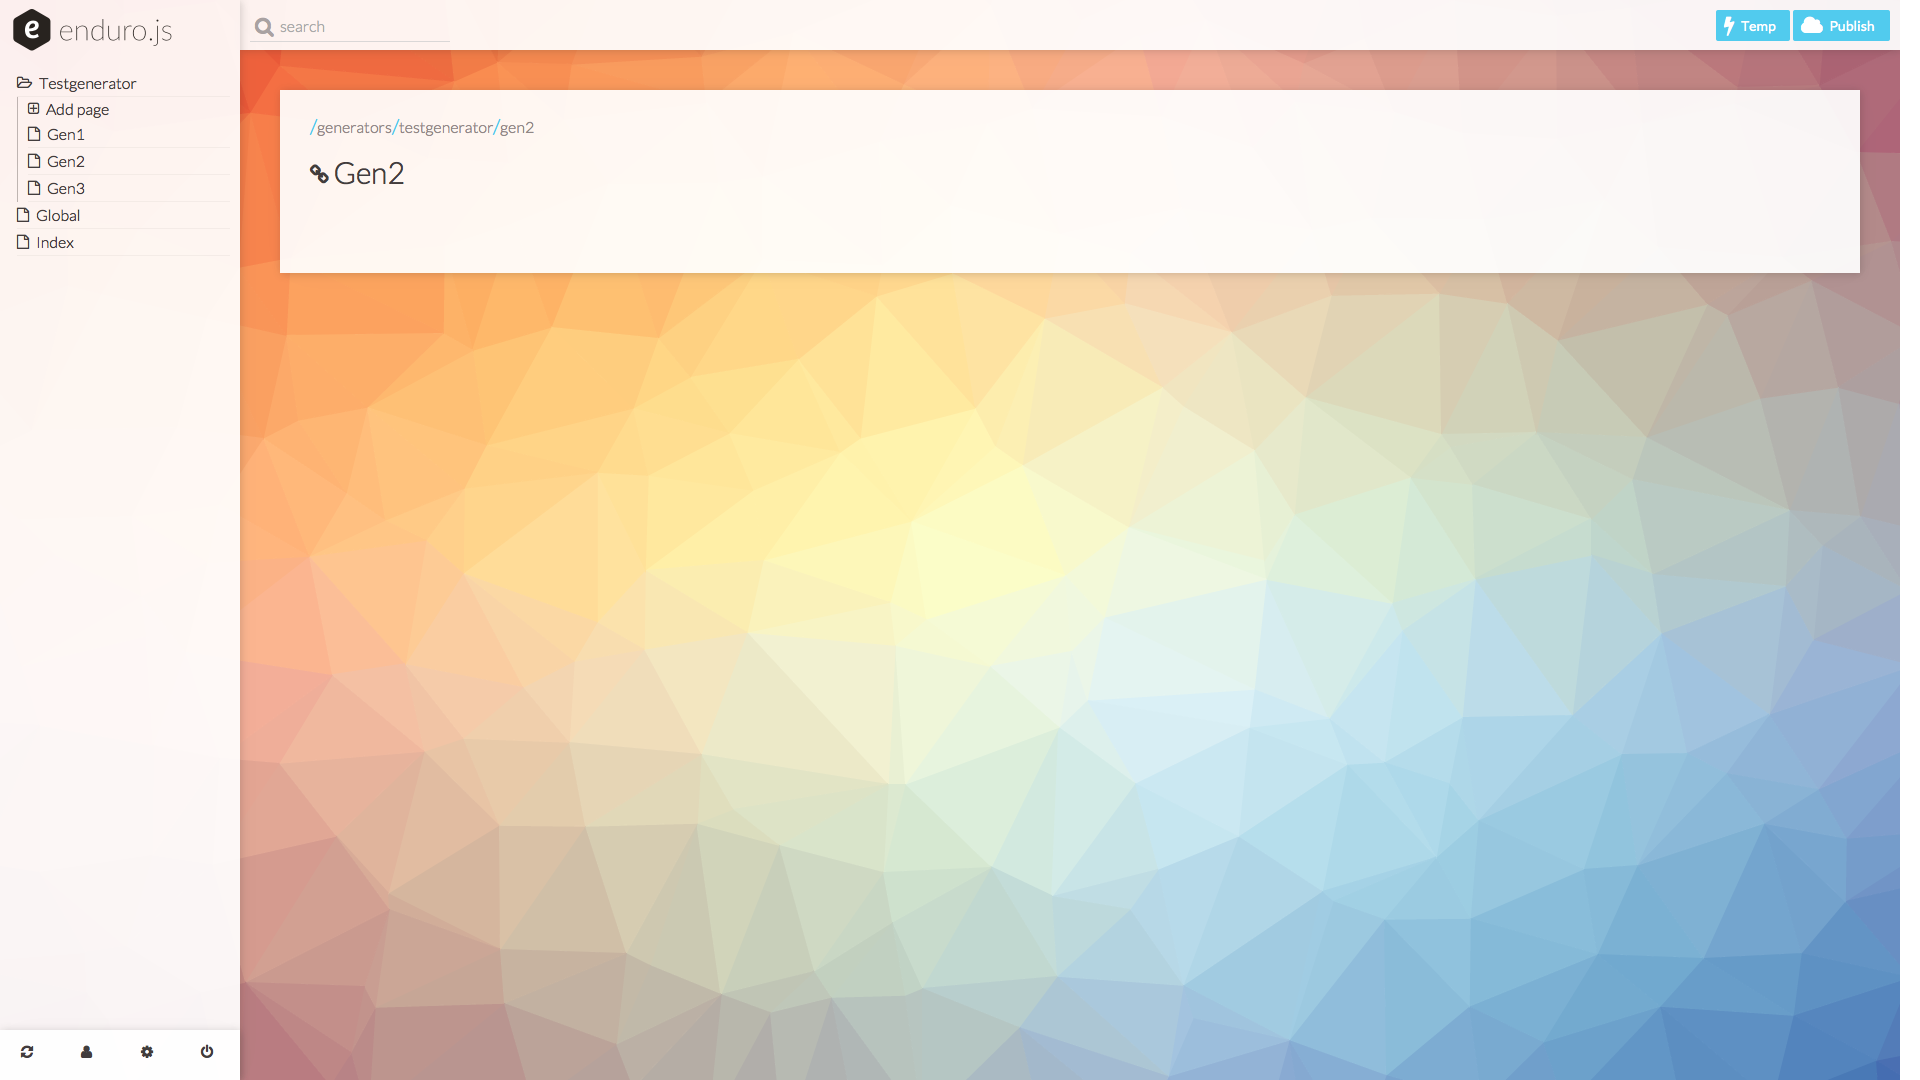 enduro.js
search
Temp
Publish
Testgenerator
Add page
Gen1
Gen2
Gen3
Global
Index
/generators/testgenerator/gen2
Gen2